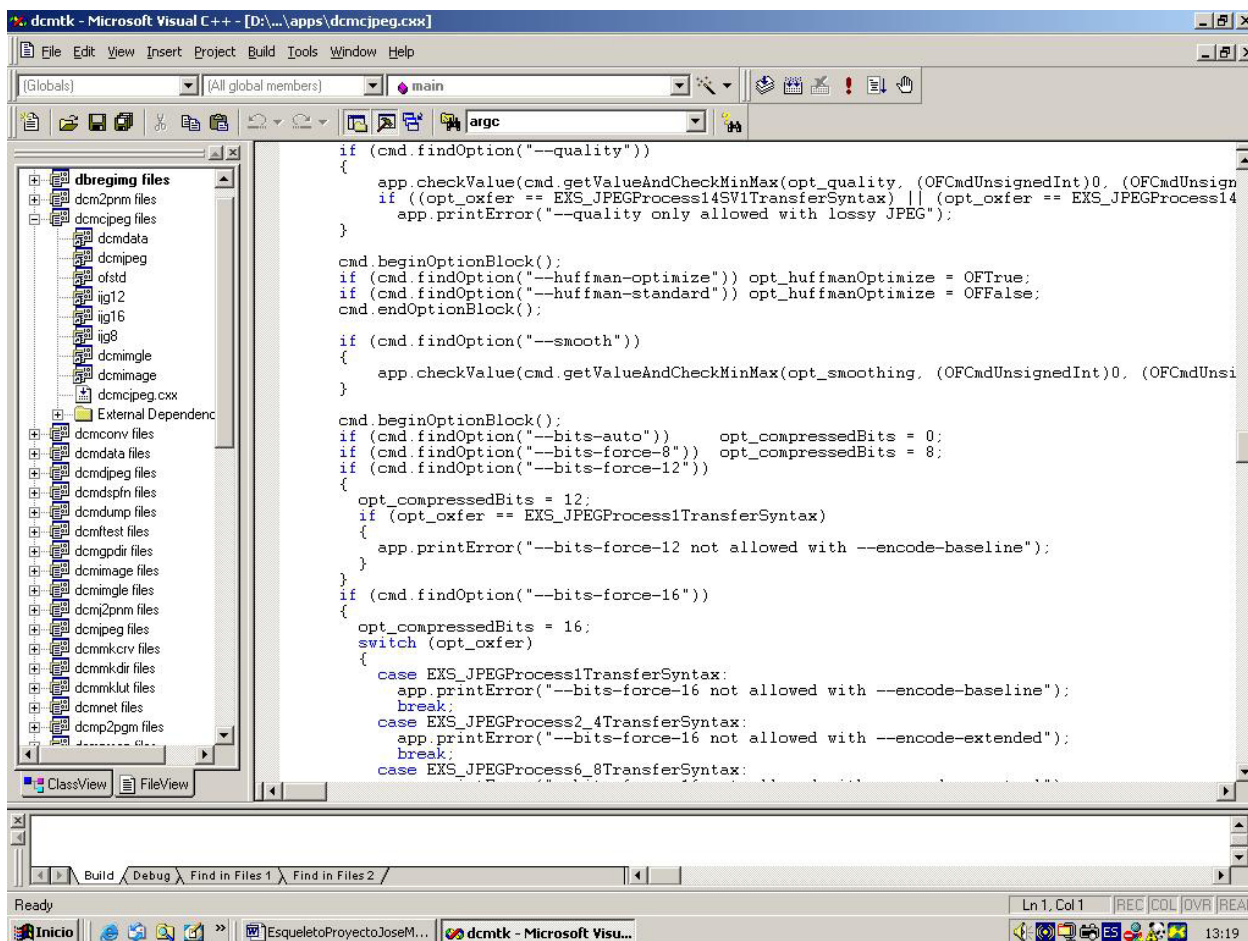 dcmtk - Microsoft Visual C++ - [D:\...\apps\dcmcjpeg.cxx]
File Edit View Insert Project Build Tools Window Help
(Globals) (All global members) main
argc
dbregimg files
dcm2pnm files
dcmcjpeg files
dcmdata
dcmjpeg
ofstd
ijg12
ijg16
ijg8
dcmimgle
dcmimage
dcmcjpeg.cxx
External Dependenc
dcmconv files
dcmdata files
dcmdjpeg files
dcmdspfn files
dcmdump files
dcmftest files
dcmgpdir files
dcmimage files
dcmimgle files
dcmj2pnm files
dcmjpeg files
dcmmkcrv files
dcmmkdir files
dcmmklut files
dcmnet files
dcmp2pgm files
ClassView FileView
if (cmd.findOption("--quality"))
{
app.checkValue(cmd.getValueAndCheckMinMax(opt_quality, (OFCmdUnsignedInt)0, (OFCmdUnsign
if ((opt_oxfer == EXS_JPEGProcess14SV1TransferSyntax) || (opt_oxfer == EXS_JPEGProcess14
app.printError("--quality only allowed with lossy JPEG");
}
cmd.beginOptionBlock();
if (cmd.findOption("--huffman-optimize")) opt_huffmanOptimize = OFTrue;
if (cmd.findOption("--huffman-standard")) opt_huffmanOptimize = OFFalse;
cmd.endOptionBlock();
if (cmd.findOption("--smooth"))
{
app.checkValue(cmd.getValueAndCheckMinMax(opt_smoothing, (OFCmdUnsignedInt)0, (OFCmdUnsi
}
cmd.beginOptionBlock();
if (cmd.findOption("--bits-auto")) opt_compressedBits = 0;
if (cmd.findOption("--bits-force-8")) opt_compressedBits = 8;
if (cmd.findOption("--bits-force-12"))
{
opt_compressedBits = 12;
if (opt_oxfer == EXS_JPEGProcess1TransferSyntax)
{
app.printError("--bits-force-12 not allowed with --encode-baseline");
}
}
if (cmd.findOption("--bits-force-16"))
{
opt_compressedBits = 16;
switch (opt_oxfer)
{
case EXS_JPEGProcess1TransferSyntax:
app.printError("--bits-force-16 not allowed with --encode-baseline");
break;
case EXS_JPEGProcess2_4TransferSyntax:
app.printError("--bits-force-16 not allowed with --encode-extended");
break;
case EXS_JPEGProcess6_8TransferSyntax:
Build Debug Find in Files 1 Find in Files 2
Ready Ln 1, Col 1 REC COL OVR REA
Inicio » EsqueletoProyectoJoseM... dcmtk - Microsoft Visu... ES 13:19